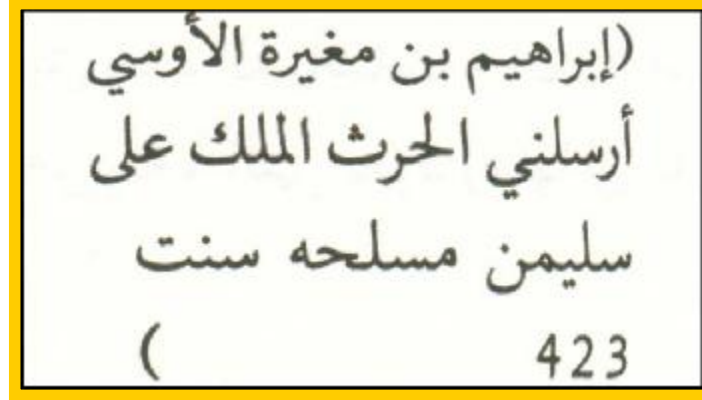 (إبراهيم بن مغيرة الأوسي
أرسلني الحرث الملك على
سليمن مسلحه سنت
423 )